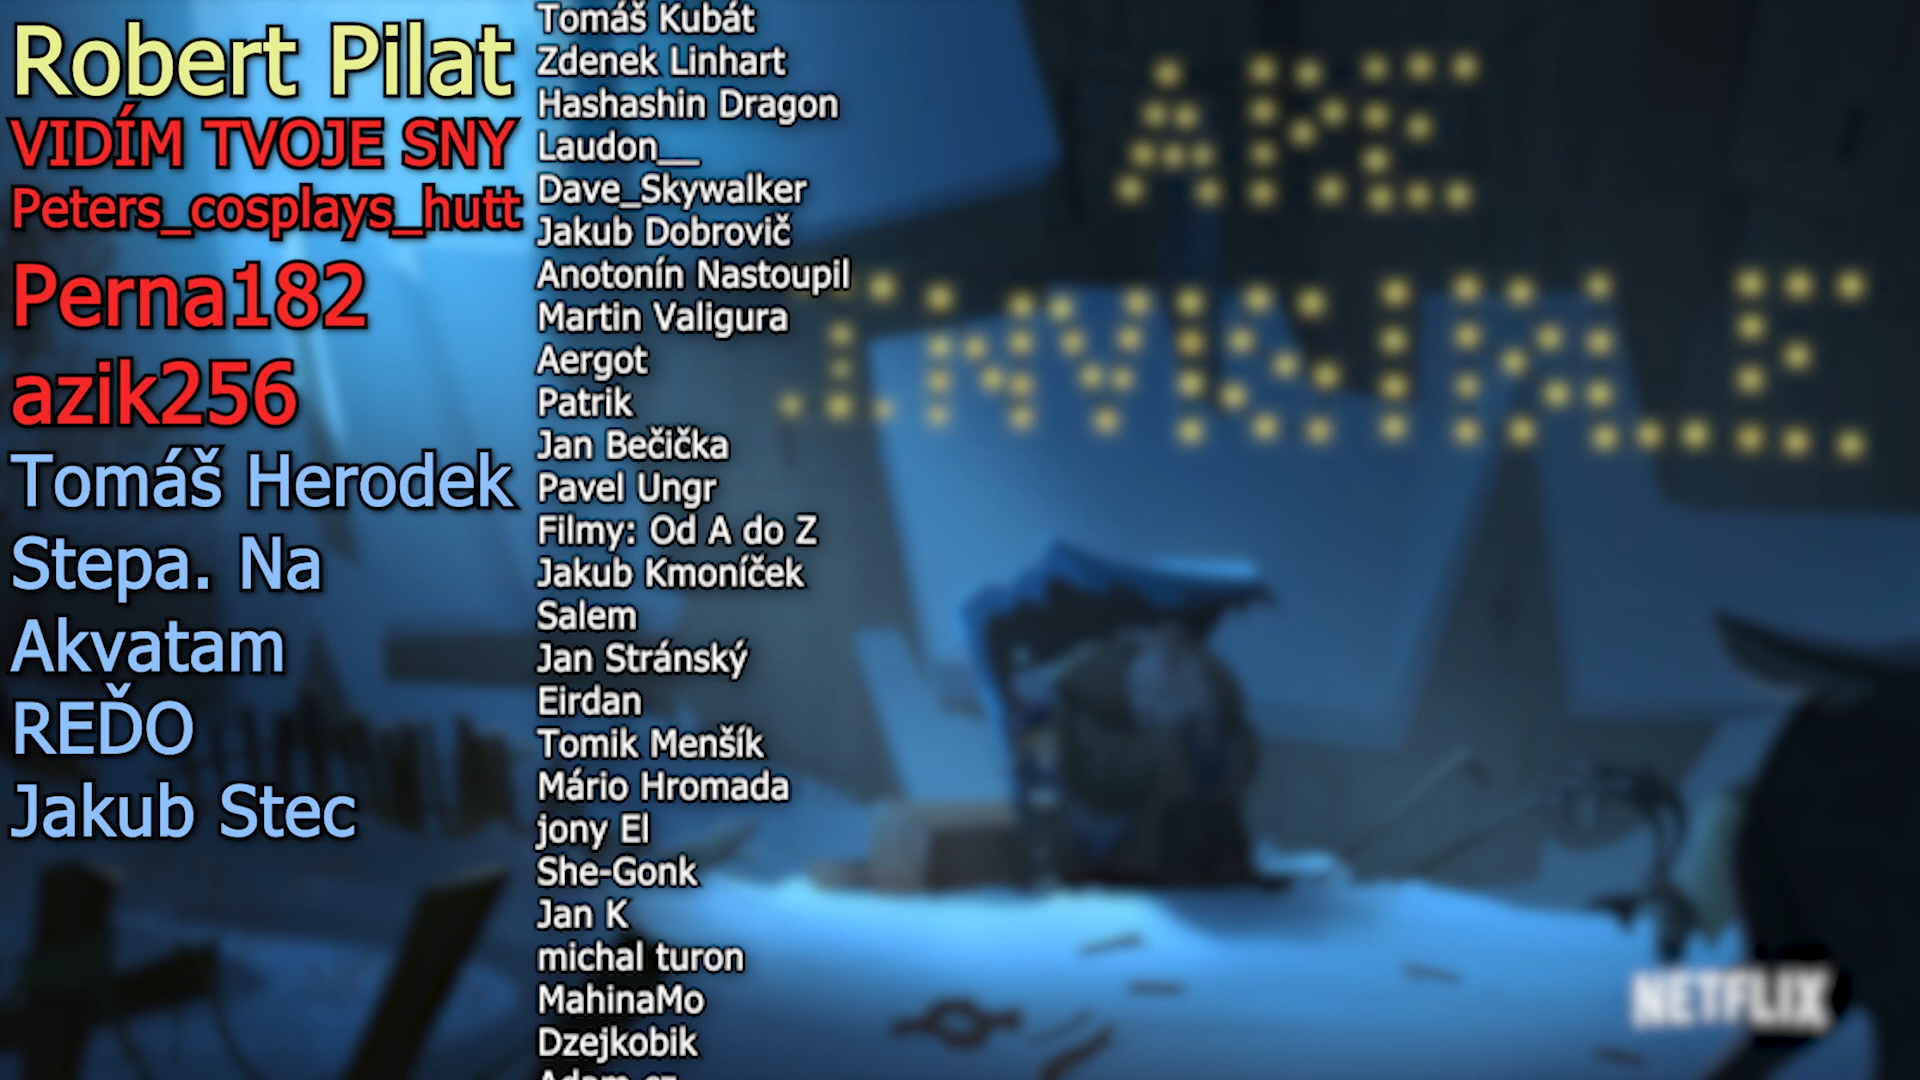 Robert Pilat
VIDÍM TVOJE SNY
Peters_cosplays_hutt
Perna182
azik256
Tomáš Herodek
Stepa. Na
Akvatam
REĎO
Jakub Stec
Tomáš Kubát
Zdenek Linhart
Hashashin Dragon
Laudon__
Dave_Skywalker
Jakub Dobrovič
Anotonín Nastoupil
Martin Valigura
Aergot
Patrik
Jan Bečička
Pavel Ungr
Filmy: Od A do Z
Jakub Kmoníček
Salem
Jan Stránský
Eirdan
Tomik Menšík
Mário Hromada
jony El
She-Gonk
Jan K
michal turon
MahinaMo
Dzejkobik
ARE
INVISIBLE
NETFLIX